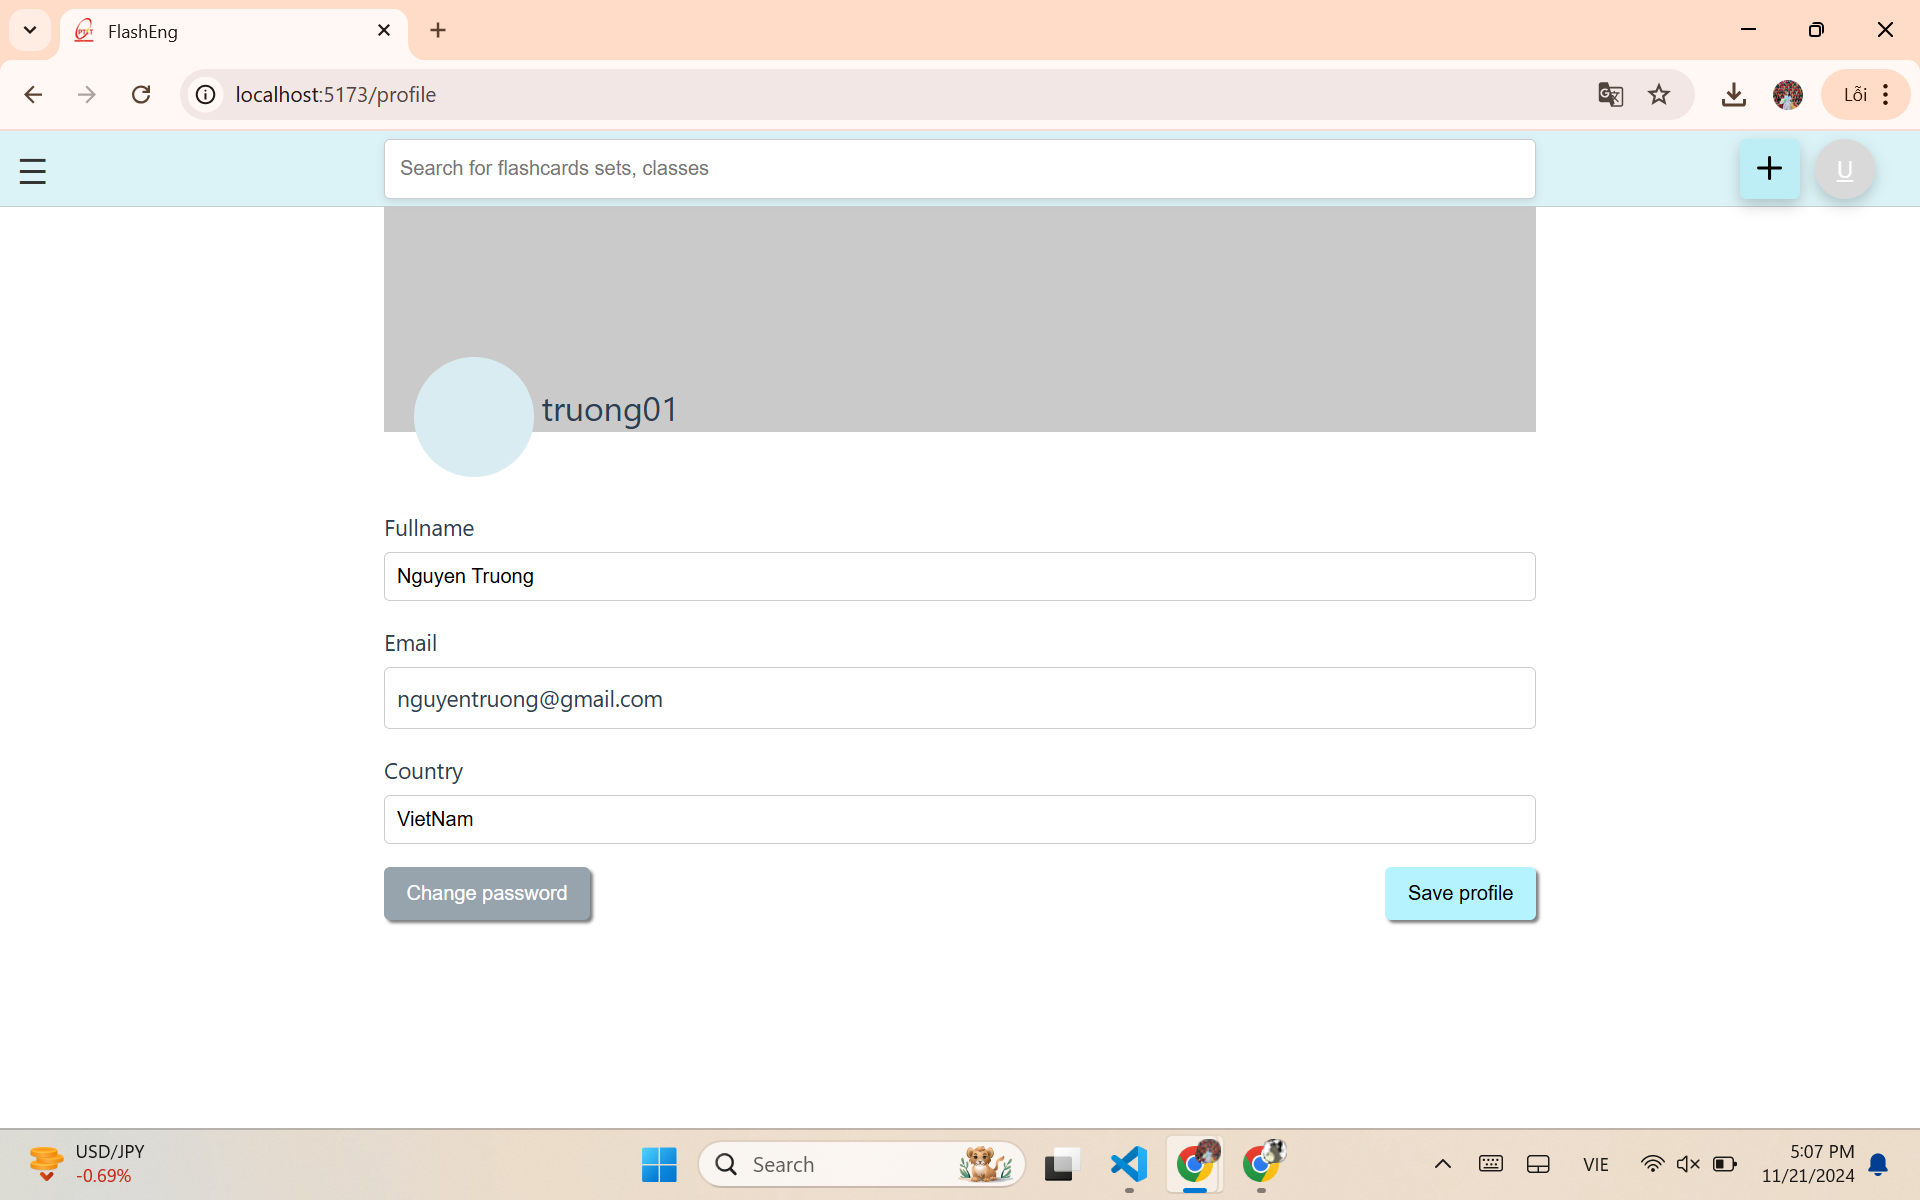 FlashEng
localhost:5173/profile
Lỗi
Search for flashcards sets, classes
U
truong01
Fullname
Nguyen Truong
Email
nguyentruong@gmail.com
Country
VietNam
Change password
Save profile
USD/JPY
-0.69%
Search
VIE
5:07 PM
11/21/2024